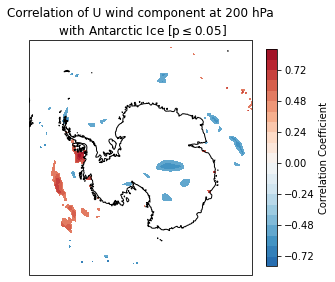 Correlation of U wind component at 200 hPa
with Antarctic Ice [p ≤ 0.05]
0.72
0.48
0.24
0.00
−0.24
−0.48
−0.72
Correlation Coefficient